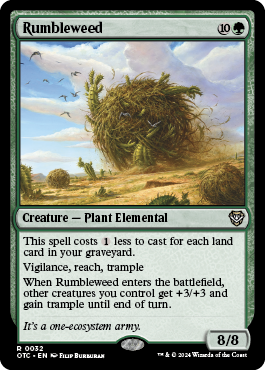 Rumbleweed 10
Creature — Plant Elemental
This spell costs 1 less to cast for each land
card in your graveyard.
Vigilance, reach, trample
When Rumbleweed enters the battlefield,
other creatures you control get +3/+3 and
gain trample until end of turn.
It's a one-ecosystem army.
8/8
R 0032
OTC • EN Filip Burburan
™ & © 2024 Wizards of the Coast